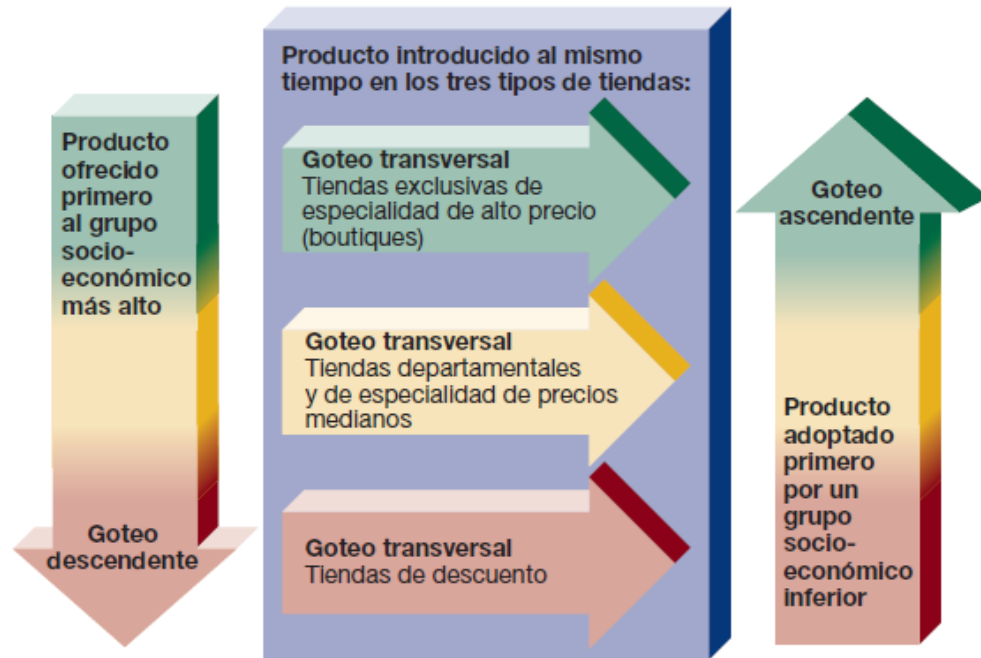 Producto
ofrecido
primero
al grupo
socio-
económico
más alto
Goteo
descendente
Producto introducido al mismo
tiempo en los tres tipos de tiendas:
Goteo transversal
Tiendas exclusivas de
especialidad de alto precio
(boutiques)
Goteo transversal
Tiendas departamentales
y de especialidad de precios
medianos
Goteo transversal
Tiendas de descuento
Goteo
ascendente
Producto
adoptado
primero
por un
grupo
socio-
económico
inferior